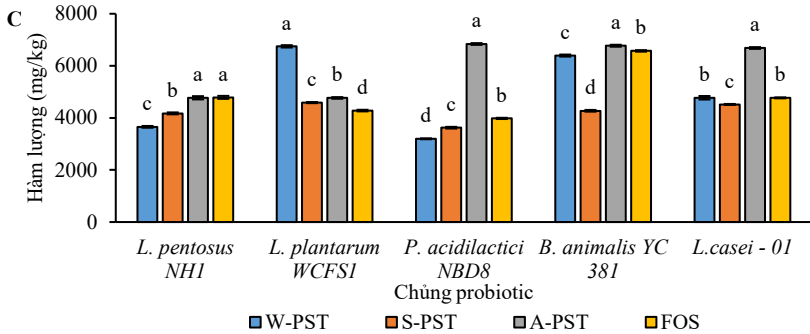 C
Hàm lượng (mg/kg)
8000
6000
4000
2000
0
c b a a
a c b d
d c a b
c d a b
b c a b
L. pentosus NH1
L. plantarum WCFS1
P. acidilactici NBD8
B. animalis YC 381
L.casei - 01
Chủng probiotic
W-PST S-PST A-PST FOS